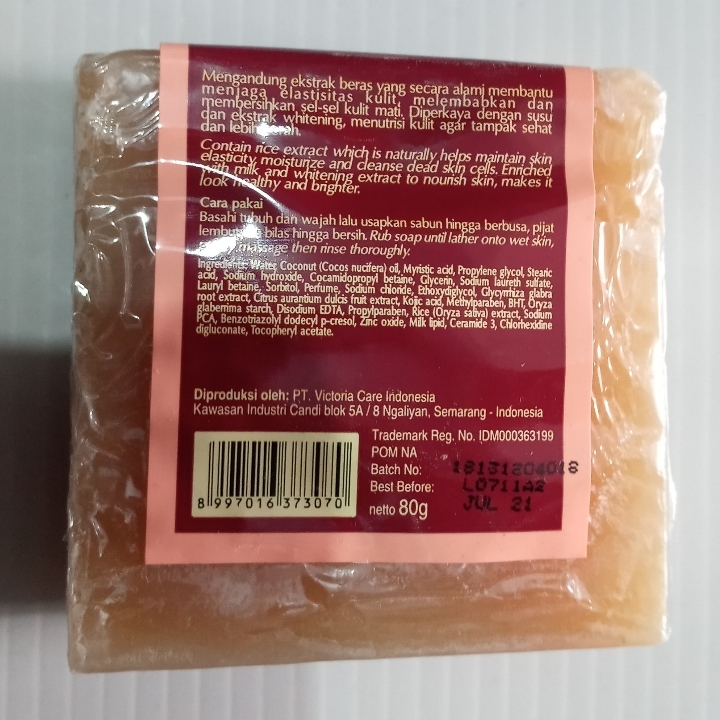 Mengandung ekstrak beras yang secara alami membantu
menjaga elastisitas kulit, melembabkan dan
membersihkan sel-sel kulit mati. Diperkaya dengan susu
dan ekstrak whitening, menutrisi kulit agar tampak sehat
dan lebih cerah.
Contain rice extract which is naturally helps maintain skin
elasticity, moisturize and cleanse dead skin cells. Enriched
with milk and whitening extract to nourish skin, makes it
look healthy and brighter.
Cara pakai
Basahi tubuh dan wajah lalu usapkan sabun hingga berbusa, pijat
lembut, bilas hingga bersih. Rub soap until lather onto wet skin,
massage then rinse thoroughly.
Ingredients: Water, Coconut (Cocos nucifera) oil, Myristic acid, Propylene glycol, Stearic
acid, Sodium hydroxide, Cocamidopropyl betaine, Glycerin, Sodium laureth sulfate,
Lauryl betaine, Sorbitol, Perfume, Sodium chloride, Ethoxydiglycol, Glycyrrhiza glabra
root extract, Citrus aurantium dulcis fruit extract, Kojic acid, Methylparaben, BHT, Oryza
glaberrima starch, Disodium EDTA, Propylparaben, Rice (Oryza sativa) extract, Sodium
PCA, Benzotriazolyl dodecyl p-cresol, Zinc oxide, Milk lipid, Ceramide 3, Chlorhexidine
digluconate, Tocopheryl acetate.
Diproduksi oleh: PT. Victoria Care Indonesia
Kawasan Industri Candi blok 5A / 8 Ngaliyan, Semarang - Indonesia
Trademark Reg. No. IDM000363199
POM NA 18131204018
Batch No: L0711A2
Best Before: JUL 21
netto 80g
8 997016 373070